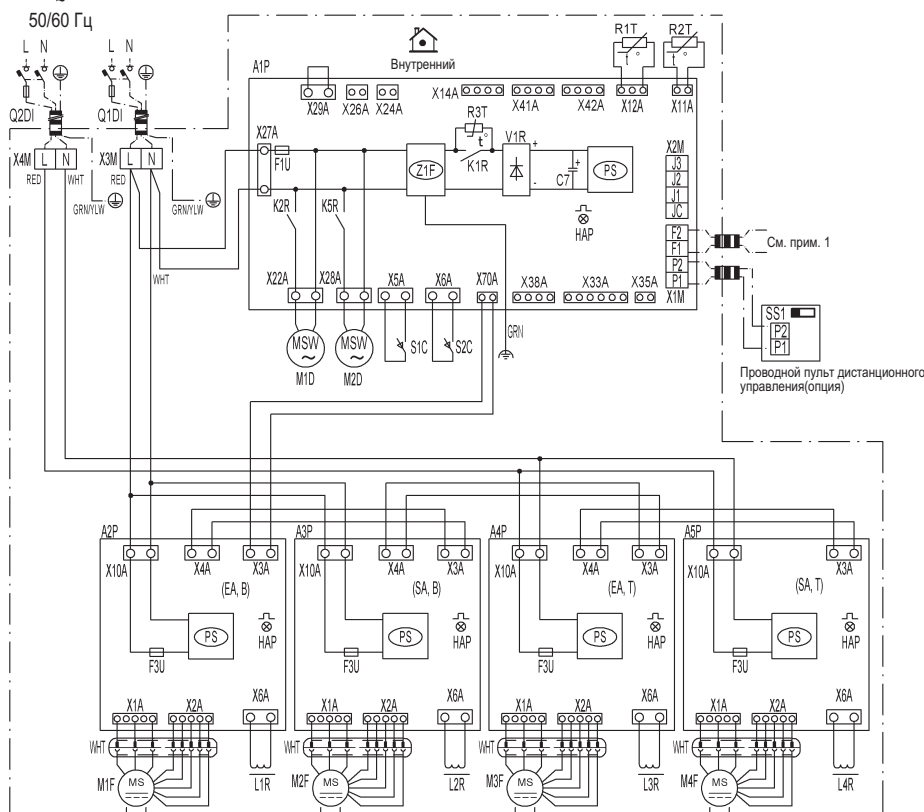 50/60 Гц
L N L N
Внутренний
R1T R2T
t° t°
A1P
X29A X26A X24A X14A X41A X42A X12A X11A
Q2DI Q1DI
X27A R3T
t°
V1R X2M
X4M L N X3M L N
F1U Z1F K1R + + PS J3
C7 J2
- J1
JC
RED WHT RED
GRN/YLW GRN/YLW
K2R K5R HAP
F2
F1 См. прим. 1
P2
P1
WHT
X22A X28A X5A X6A X70A X38A X33A X35A X1M
GRN
SS1
P2
P1
MSW ~ MSW ~ S1C S2C
M1D M2D
Проводной пульт дистанционного
управления(опция)
A2P A3P A4P A5P
X10A X4A X3A X10A X4A X3A X10A X4A X3A X10A X3A
(EA, B) (SA, B) (EA, T) (SA, T)
PS HAP PS HAP PS HAP PS HAP
F3U F3U F3U F3U
X1A X2A X6A X1A X2A X6A X1A X2A X6A X1A X2A X6A
WHT WHT WHT WHT
M1F MS L1R M2F MS L2R M3F MS L3R M4F MS L4R